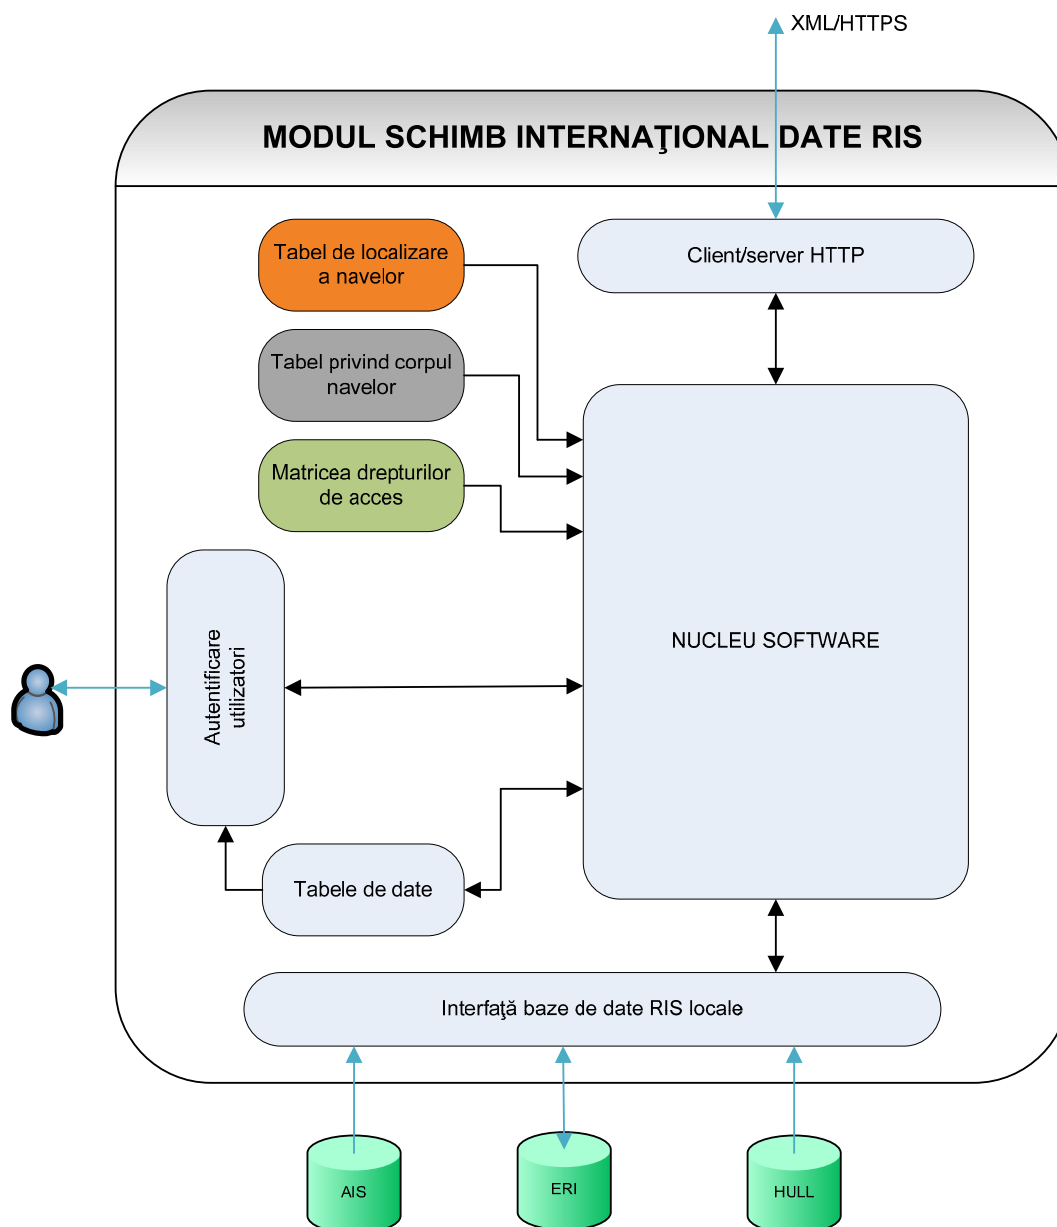 XML/HTTPS
MODUL SCHIMB INTERNAŢIONAL DATE RIS
Tabel de localizare
a navelor
Client/server HTTP
Tabel privind corpul
navelor
Matricea drepturilor
de acces
NUCLEU SOFTWARE
Autentificare
utilizatori
Tabele de date
Interfaţă baze de date RIS locale
AIS
ERI
HULL